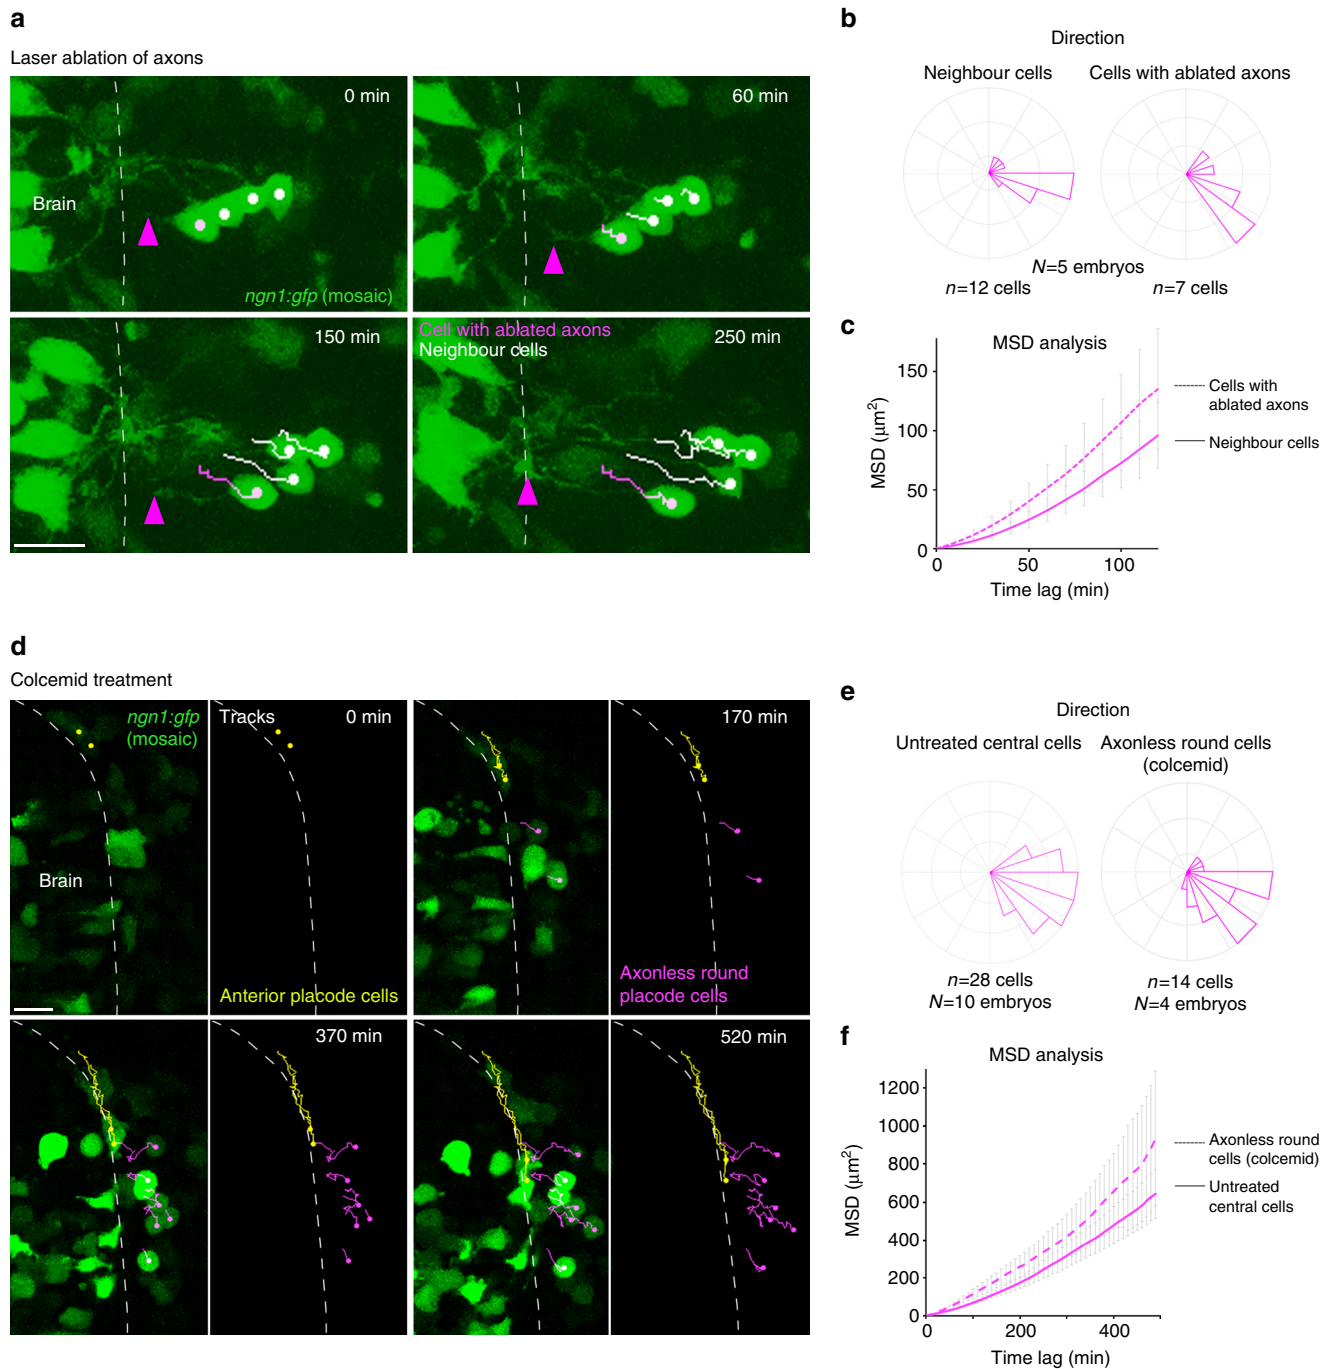 a
Laser ablation of axons
0 min
Brain
ngn1:gfp (mosaic)
60 min
150 min
Cell with ablated axons
Neighbour cells
250 min
b
Direction
Neighbour cells
Cells with ablated axons
N=5 embryos
n=12 cells
n=7 cells
c
MSD analysis
MSD (μm²)
150
100
50
0
0
50
100
Time lag (min)
Cells with
ablated axons
Neighbour cells
d
Colcemid treatment
ngn1:gfp
(mosaic)
Brain
Tracks
0 min
Anterior placode cells
170 min
Axonless round
placode cells
370 min
520 min
e
Direction
Untreated central cells
Axonless round cells
(colcemid)
n=28 cells
N=10 embryos
n=14 cells
N=4 embryos
f
MSD analysis
MSD (μm²)
1200
1000
800
600
400
200
0
0
200
400
Time lag (min)
Axonless round
cells (colcemid)
Untreated
central cells